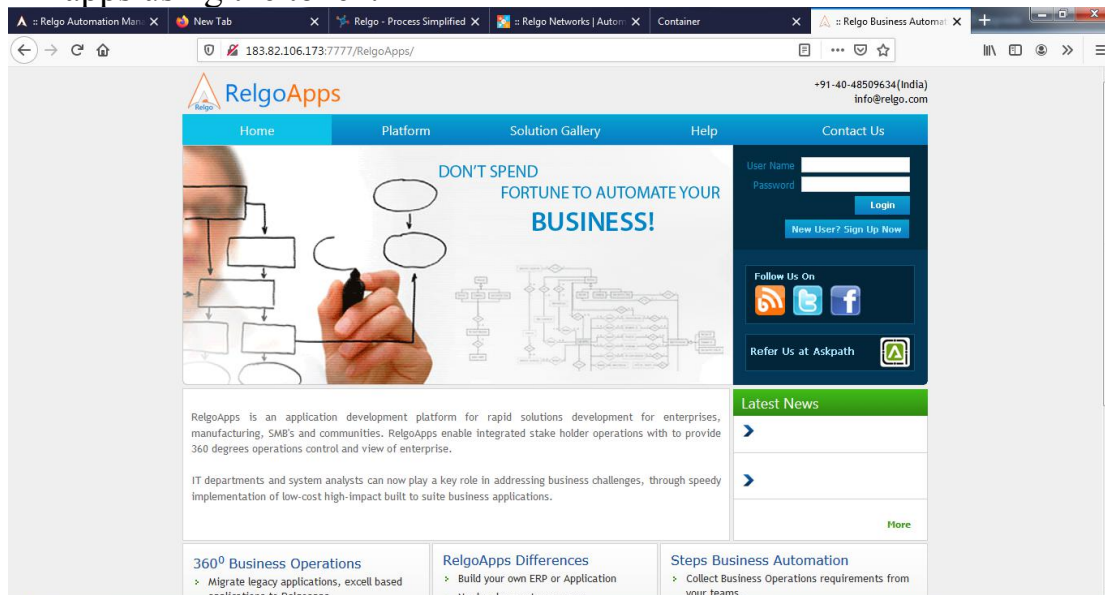 :: Relgo Automation Mana
New Tab
Relgo - Process Simplified
:: Relgo Networks | Autom
Container
:: Relgo Business Automat
183.82.106.173:7777/RelgoApps/
Relgo
RelgoApps
+91-40-48509634(India)
info@relgo.com
Home
Platform
Solution Gallery
Help
Contact Us
DON'T SPEND
FORTUNE TO AUTOMATE YOUR
BUSINESS!
User Name
Password
Login
New User? Sign Up Now
Follow Us On
Refer Us at Askpath
RelgoApps is an application development platform for rapid solutions development for enterprises,
manufacturing, SMB's and communities. RelgoApps enable integrated stake holder operations with to provide
360 degrees operations control and view of enterprise.
IT departments and system analysts can now play a key role in addressing business challenges, through speedy
implementation of low-cost high-impact built to suite business applications.
Latest News
More
360⁰ Business Operations
Migrate legacy applications, excell based
RelgoApps Differences
Build your own ERP or Application
Steps Business Automation
Collect Business Operations requirements from
your teams